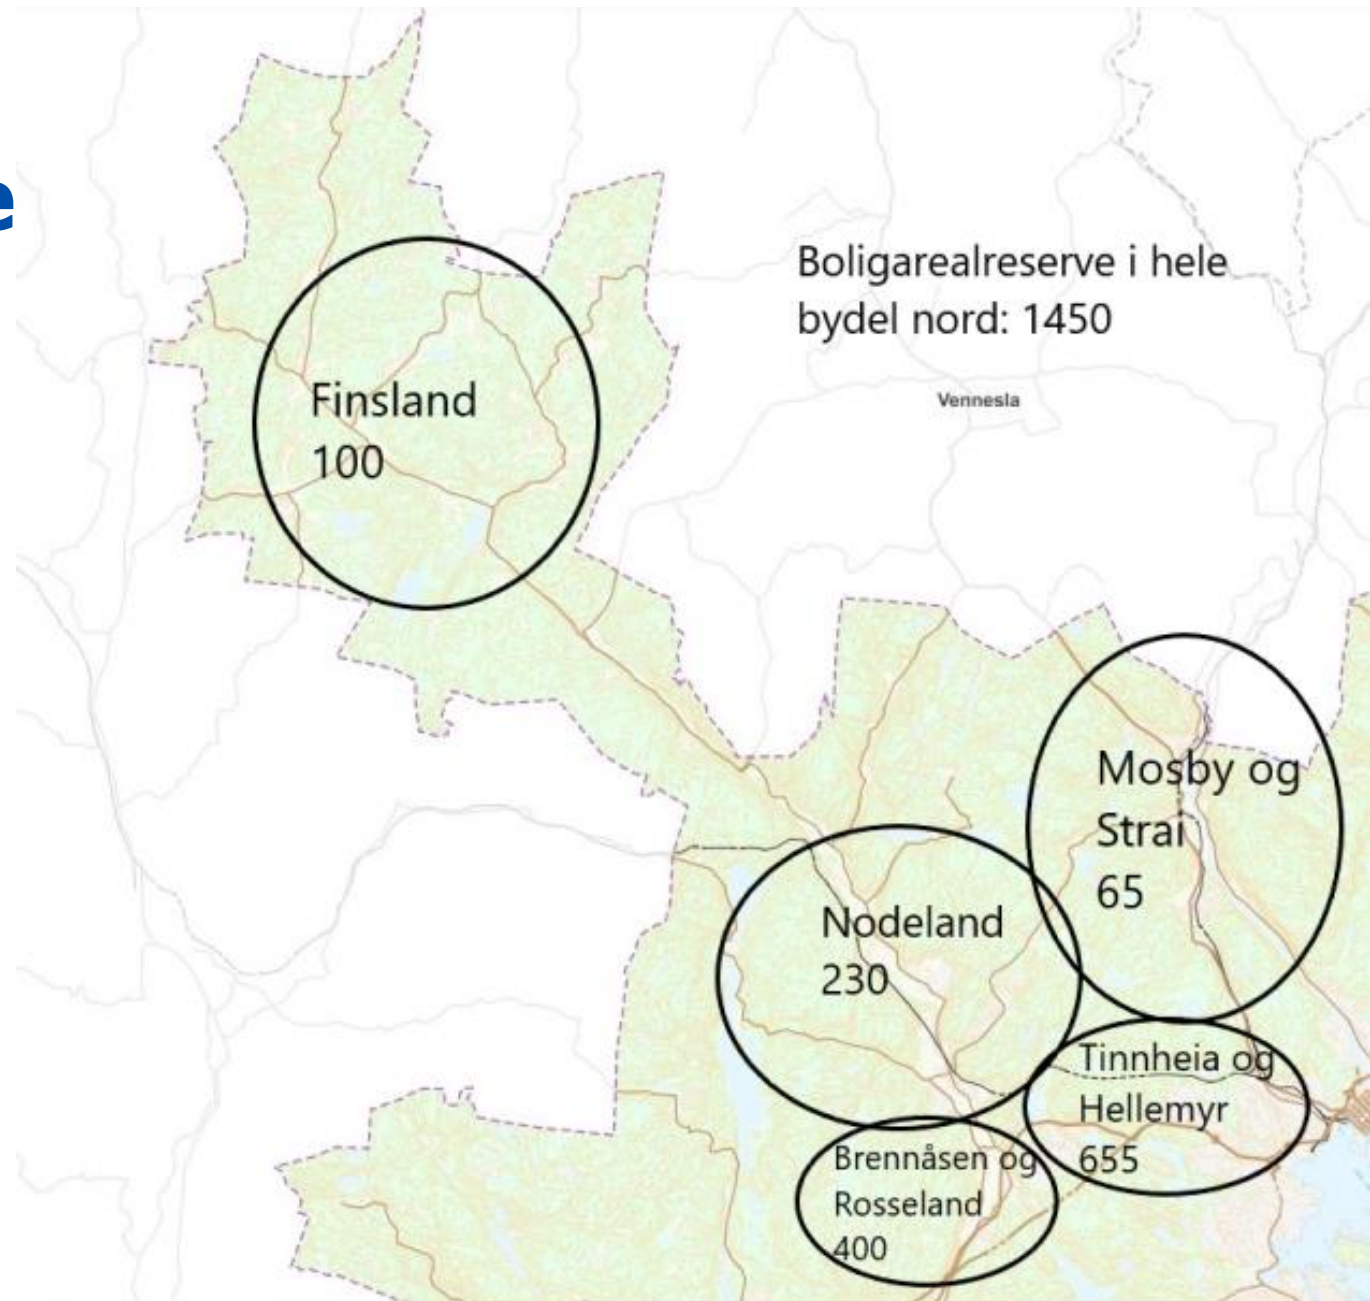 e
Boligarealreserve i hele
bydel nord: 1450
Vennesla
Finsland
100
Mosby og
Strai
65
Nodeland
230
Tinnheia og
Hellemyr
655
Brennåsen og
Rosseland
400